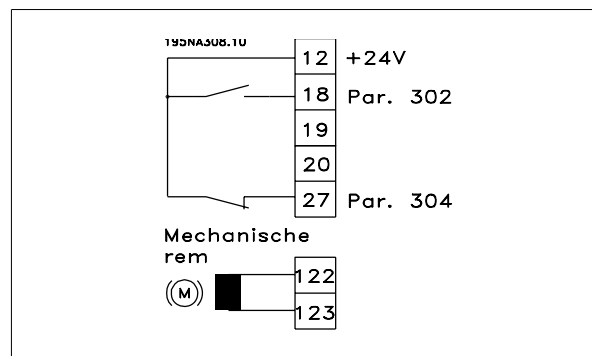 195NA308.10
12 +24V
18 Par. 302
19
20
27 Par. 304
Mechanische
rem
M
122
123